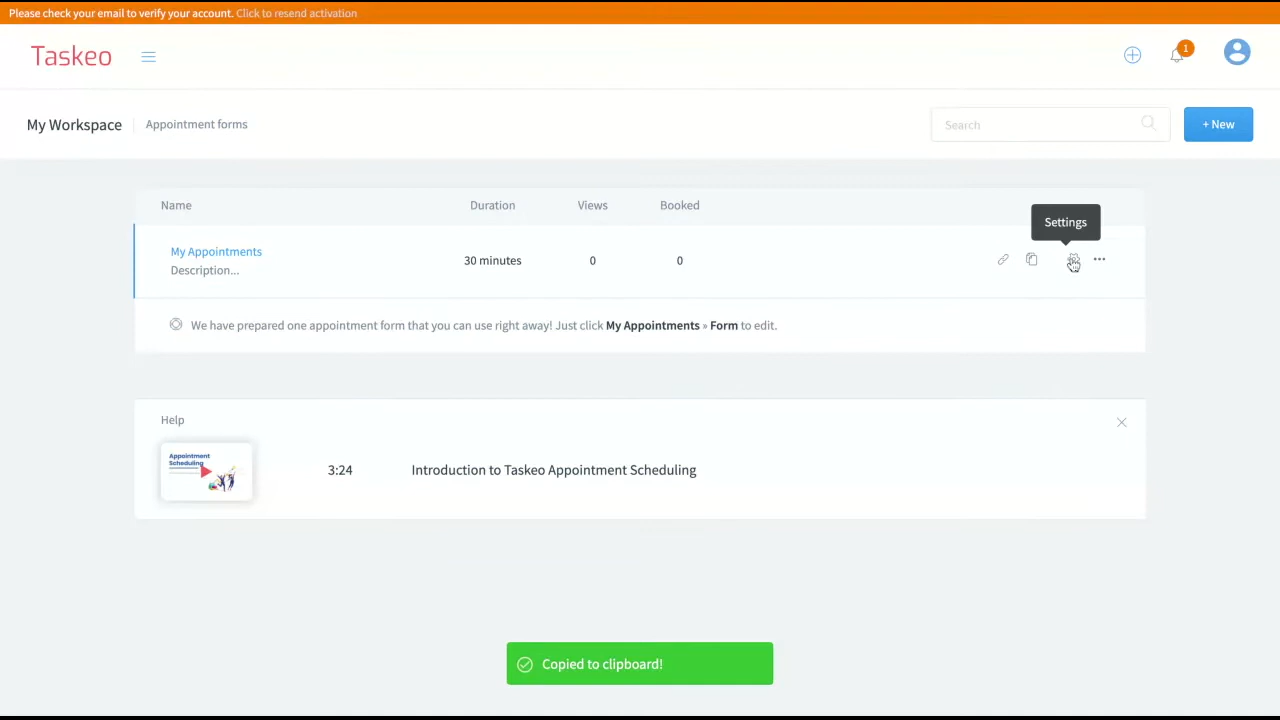 Please check your email to verify your account. Click to resend activation
Taskeo
1
My Workspace
Appointment forms
Search
+ New
Name
Duration
Views
Booked
Settings
My Appointments
Description...
30 minutes
0
0
We have prepared one appointment form that you can use right away! Just click My Appointments » Form to edit.
Help
Appointment
Scheduling
3:24
Introduction to Taskeo Appointment Scheduling
Copied to clipboard!